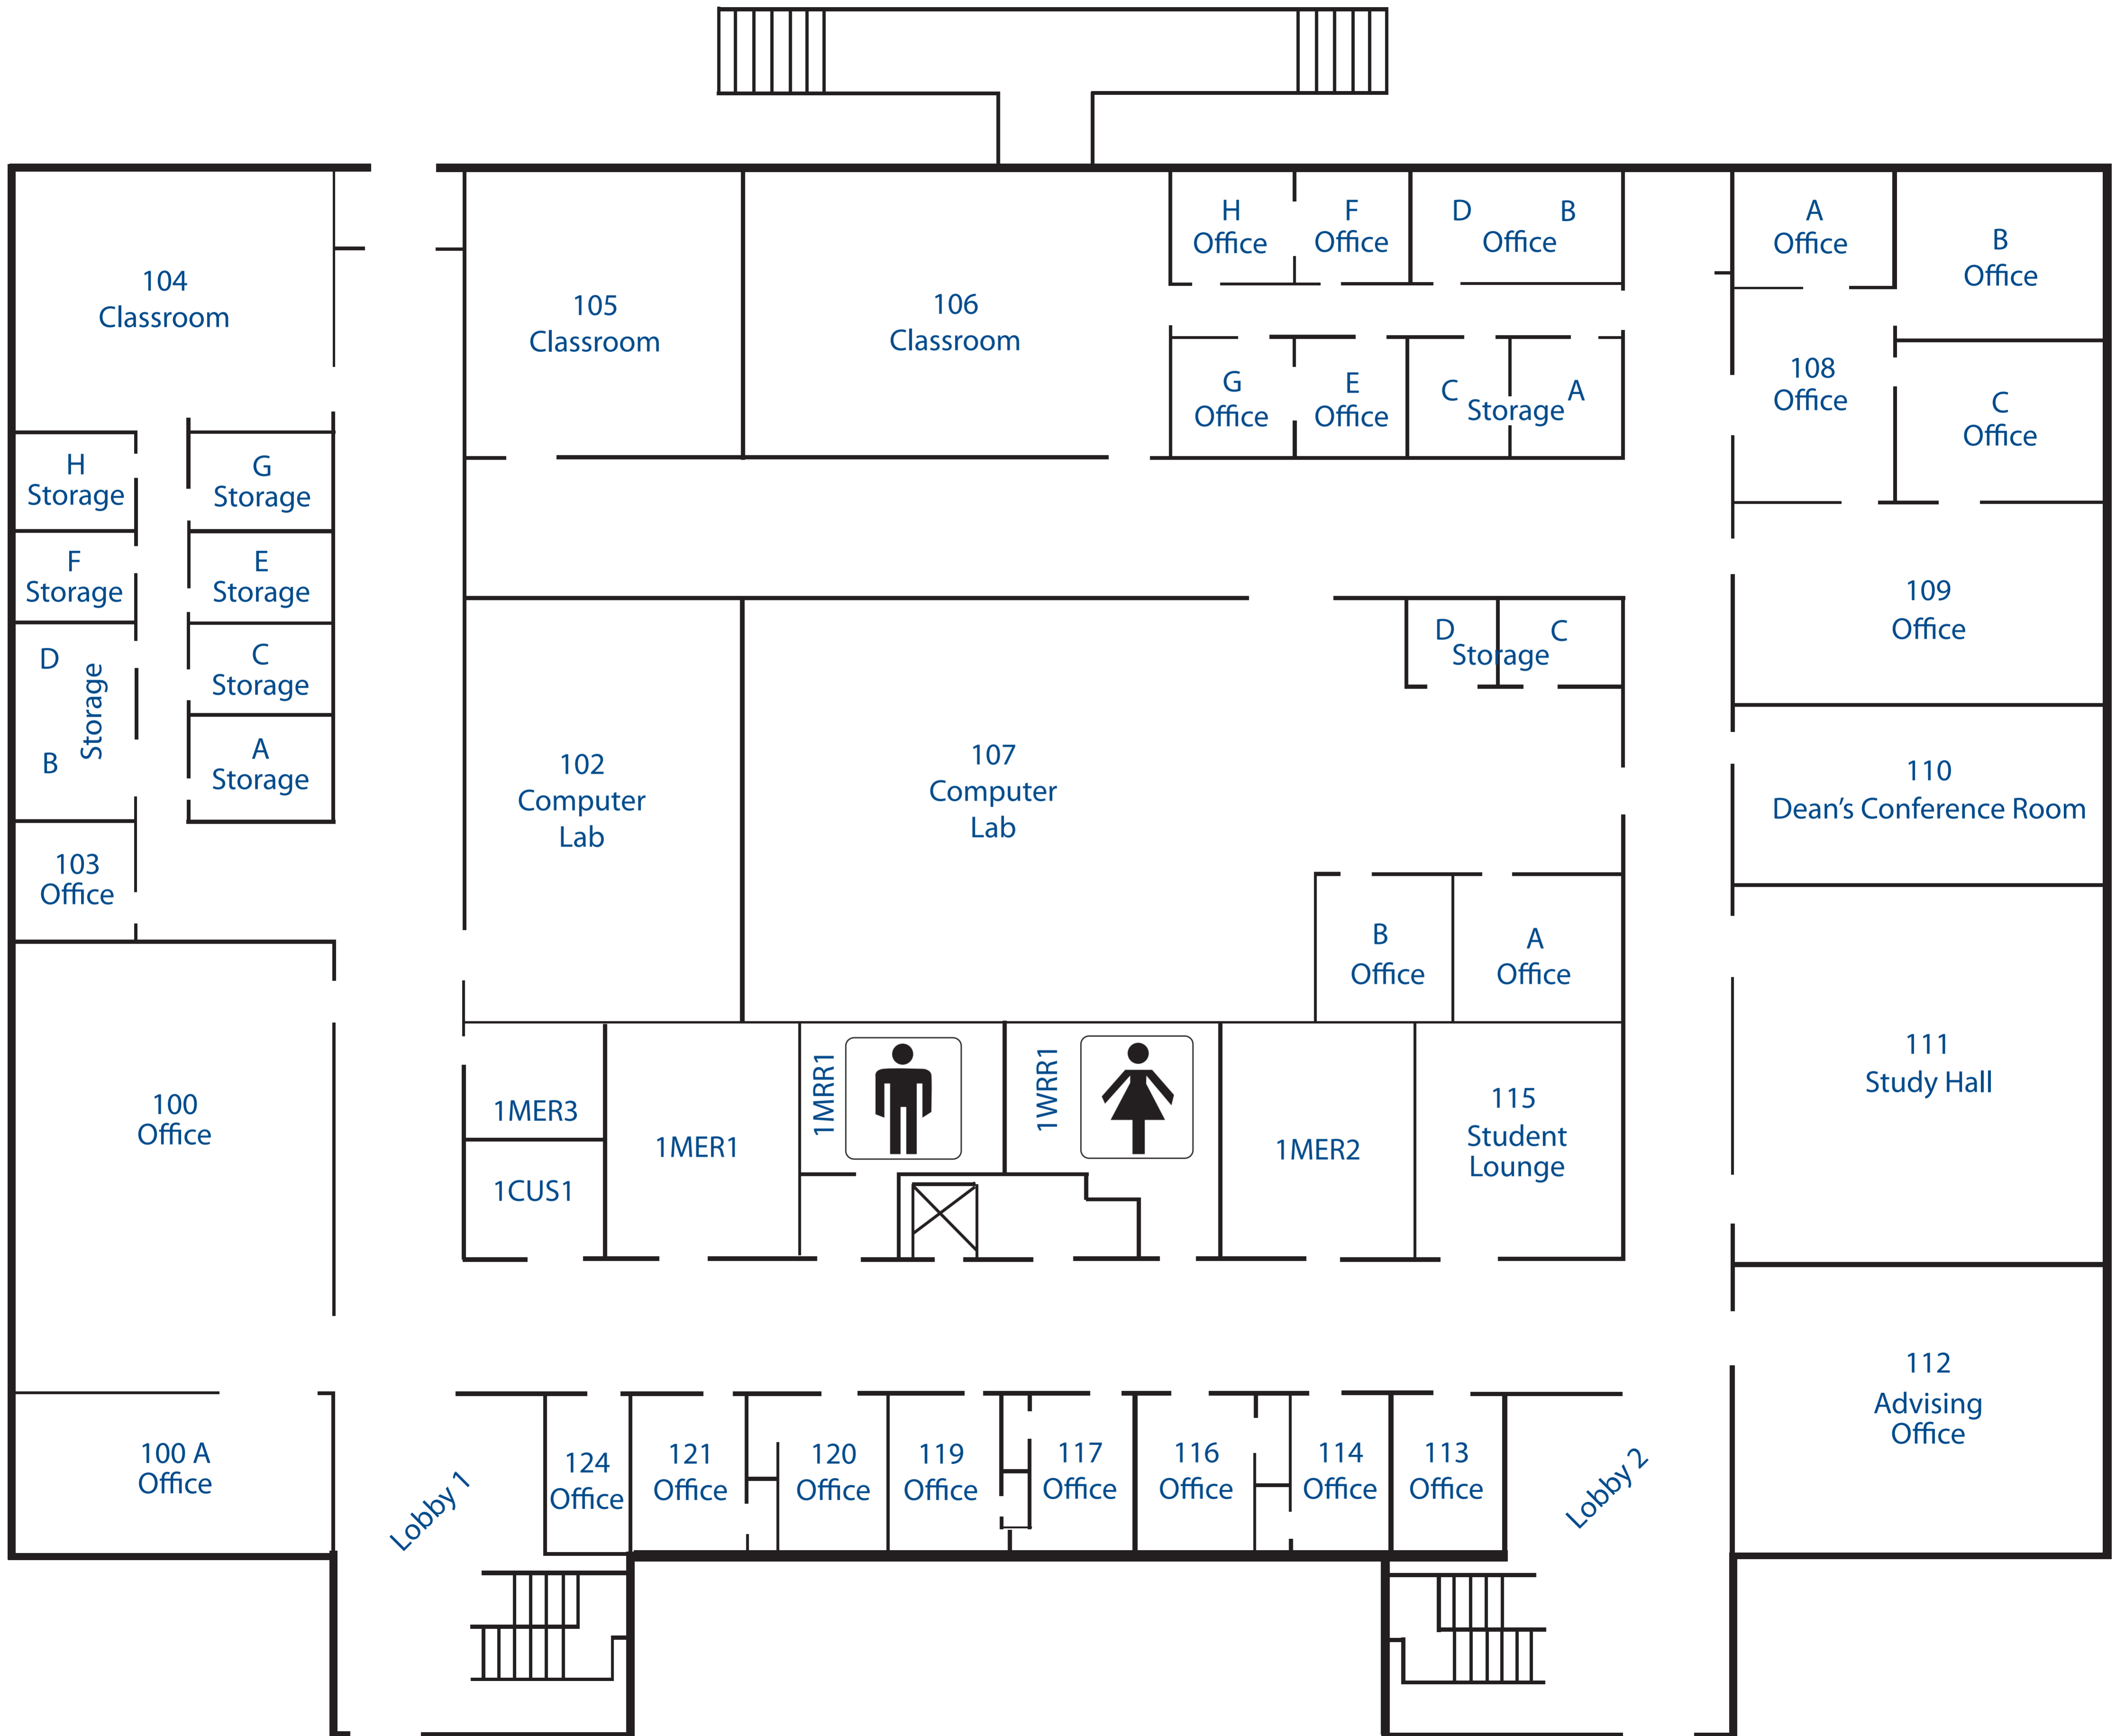 H
Office
F
Office
D
B
Office
A
Office
B
Office
104
Classroom
105
Classroom
106
Classroom
108
Office
G
Office
E
Office
C
A
Storage
C
Office
H
Storage
G
Storage
F
Storage
E
Storage
D
B
Storage
C
Storage
A
Storage
103
Office
102
Computer
Lab
107
Computer
Lab
D
C
Storage
109
Office
110
Dean's Conference Room
B
Office
A
Office
111
Study Hall
100
Office
1MER3
1CUS1
1MER1
1MRR1
1WRR1
1MER2
115
Student
Lounge
112
Advising
Office
100 A
Office
Lobby 1
124
Office
121
Office
120
Office
119
Office
117
Office
116
Office
114
Office
113
Office
Lobby 2